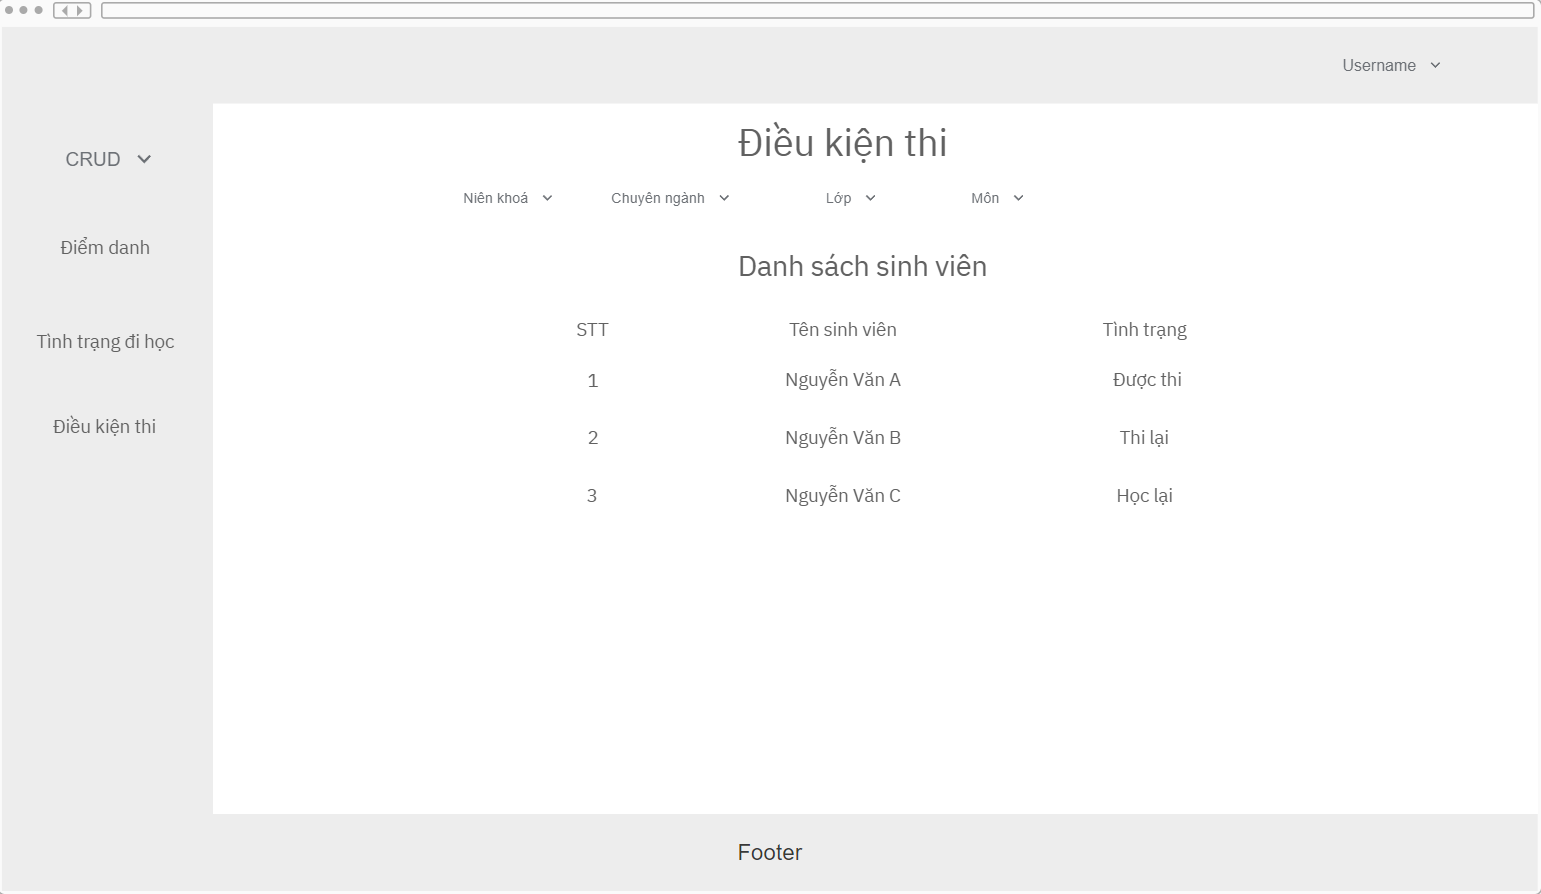 Username
CRUD
Điểm danh
Tình trạng đi học
Điều kiện thi
Điều kiện thi
Niên khoá Chuyên ngành Lớp Môn
Danh sách sinh viên
STT Tên sinh viên Tình trạng
1 Nguyễn Văn A Được thi
2 Nguyễn Văn B Thi lại
3 Nguyễn Văn C Học lại
Footer